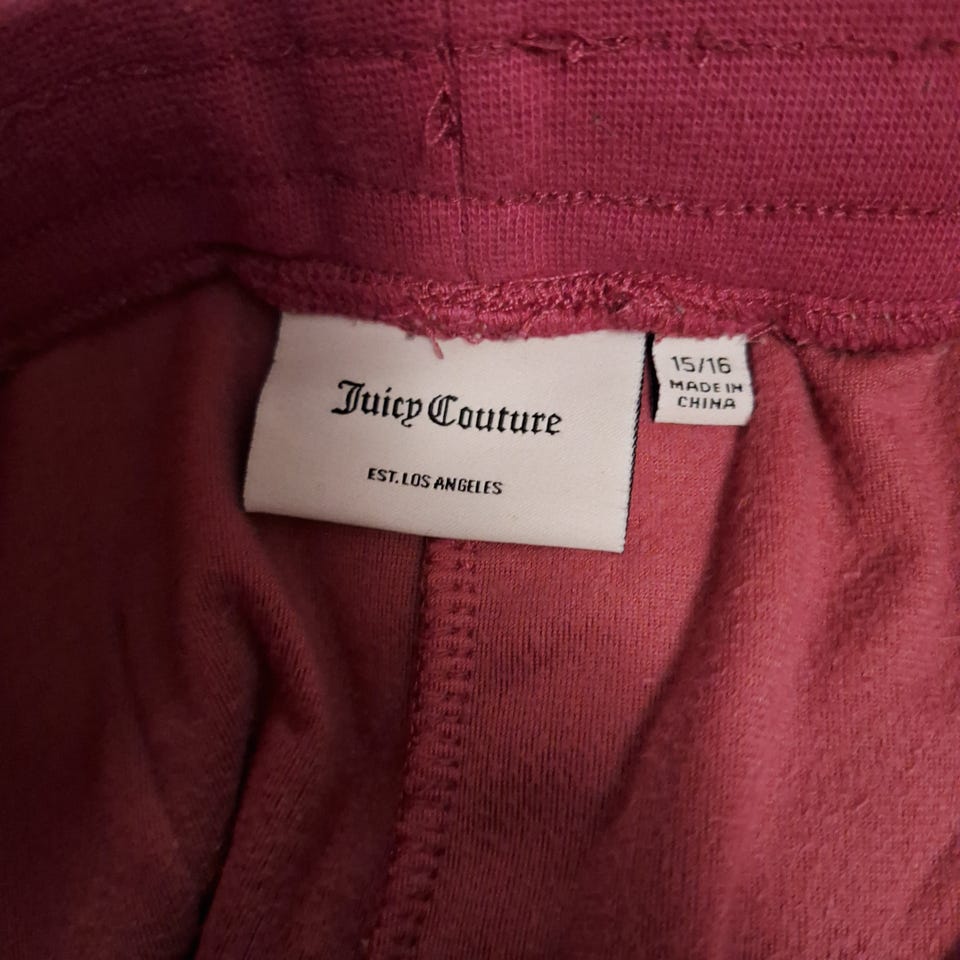 Juicy Couture
EST. LOS ANGELES
15/16
MADE IN
CHINA